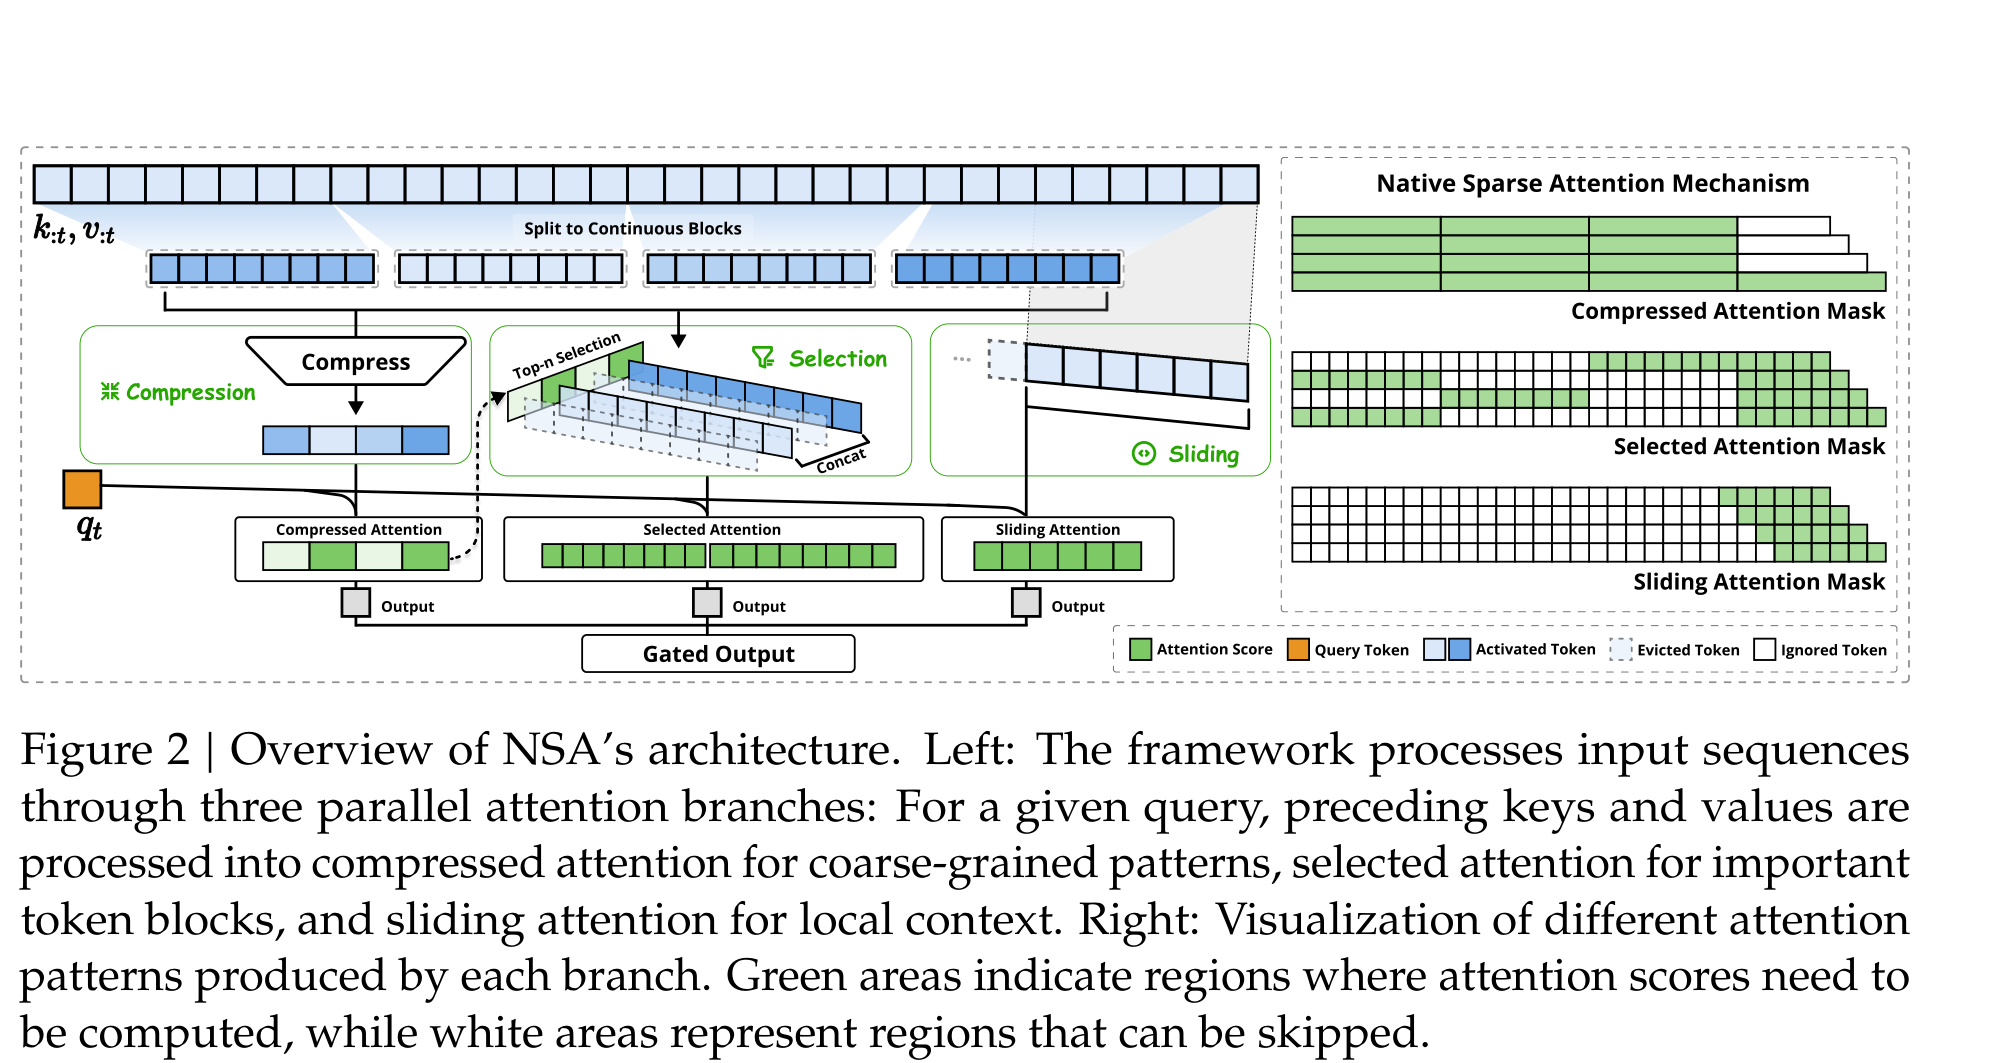 k:t, v:t
Split to Continuous Blocks
Compress
Compression
Top-n Selection
Selection
Concat
...
Sliding
qt
Compressed Attention
Selected Attention
Sliding Attention
Output
Output
Output
Gated Output
Native Sparse Attention Mechanism
Compressed Attention Mask
Selected Attention Mask
Sliding Attention Mask
Attention Score
Query Token
Activated Token
Evicted Token
Ignored Token
Figure 2 | Overview of NSA’s architecture. Left: The framework processes input sequences
through three parallel attention branches: For a given query, preceding keys and values are
processed into compressed attention for coarse-grained patterns, selected attention for important
token blocks, and sliding attention for local context. Right: Visualization of different attention
patterns produced by each branch. Green areas indicate regions where attention scores need to
be computed, while white areas represent regions that can be skipped.